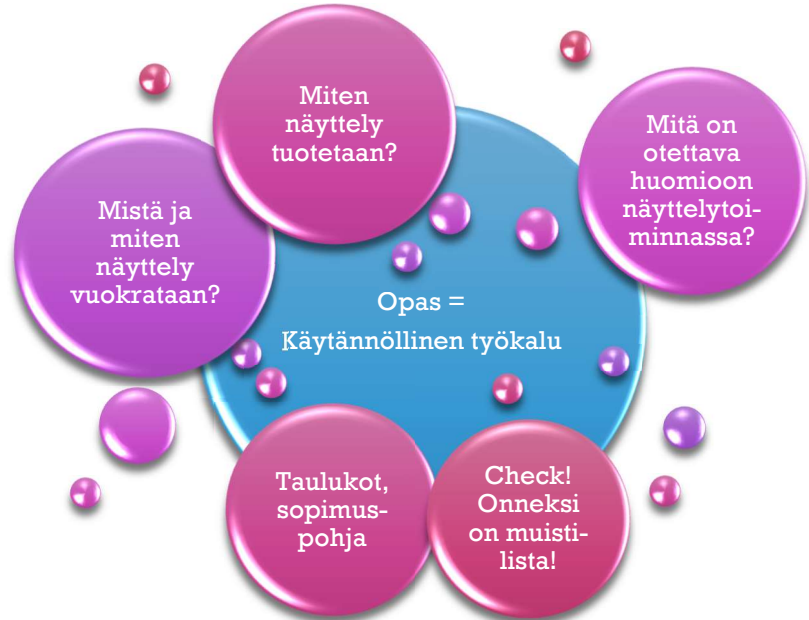 Miten
näyttely
tuotetaan?
Mitä on
otettava
huomioon
näyttelytoi-
minnassa?
Mistä ja
miten
näyttely
vuokrataan?
Opas =
Käytännöllinen työkalu
Taulukot,
sopimus-
pohja
Check!
Onneksi
on muisti-
lista!